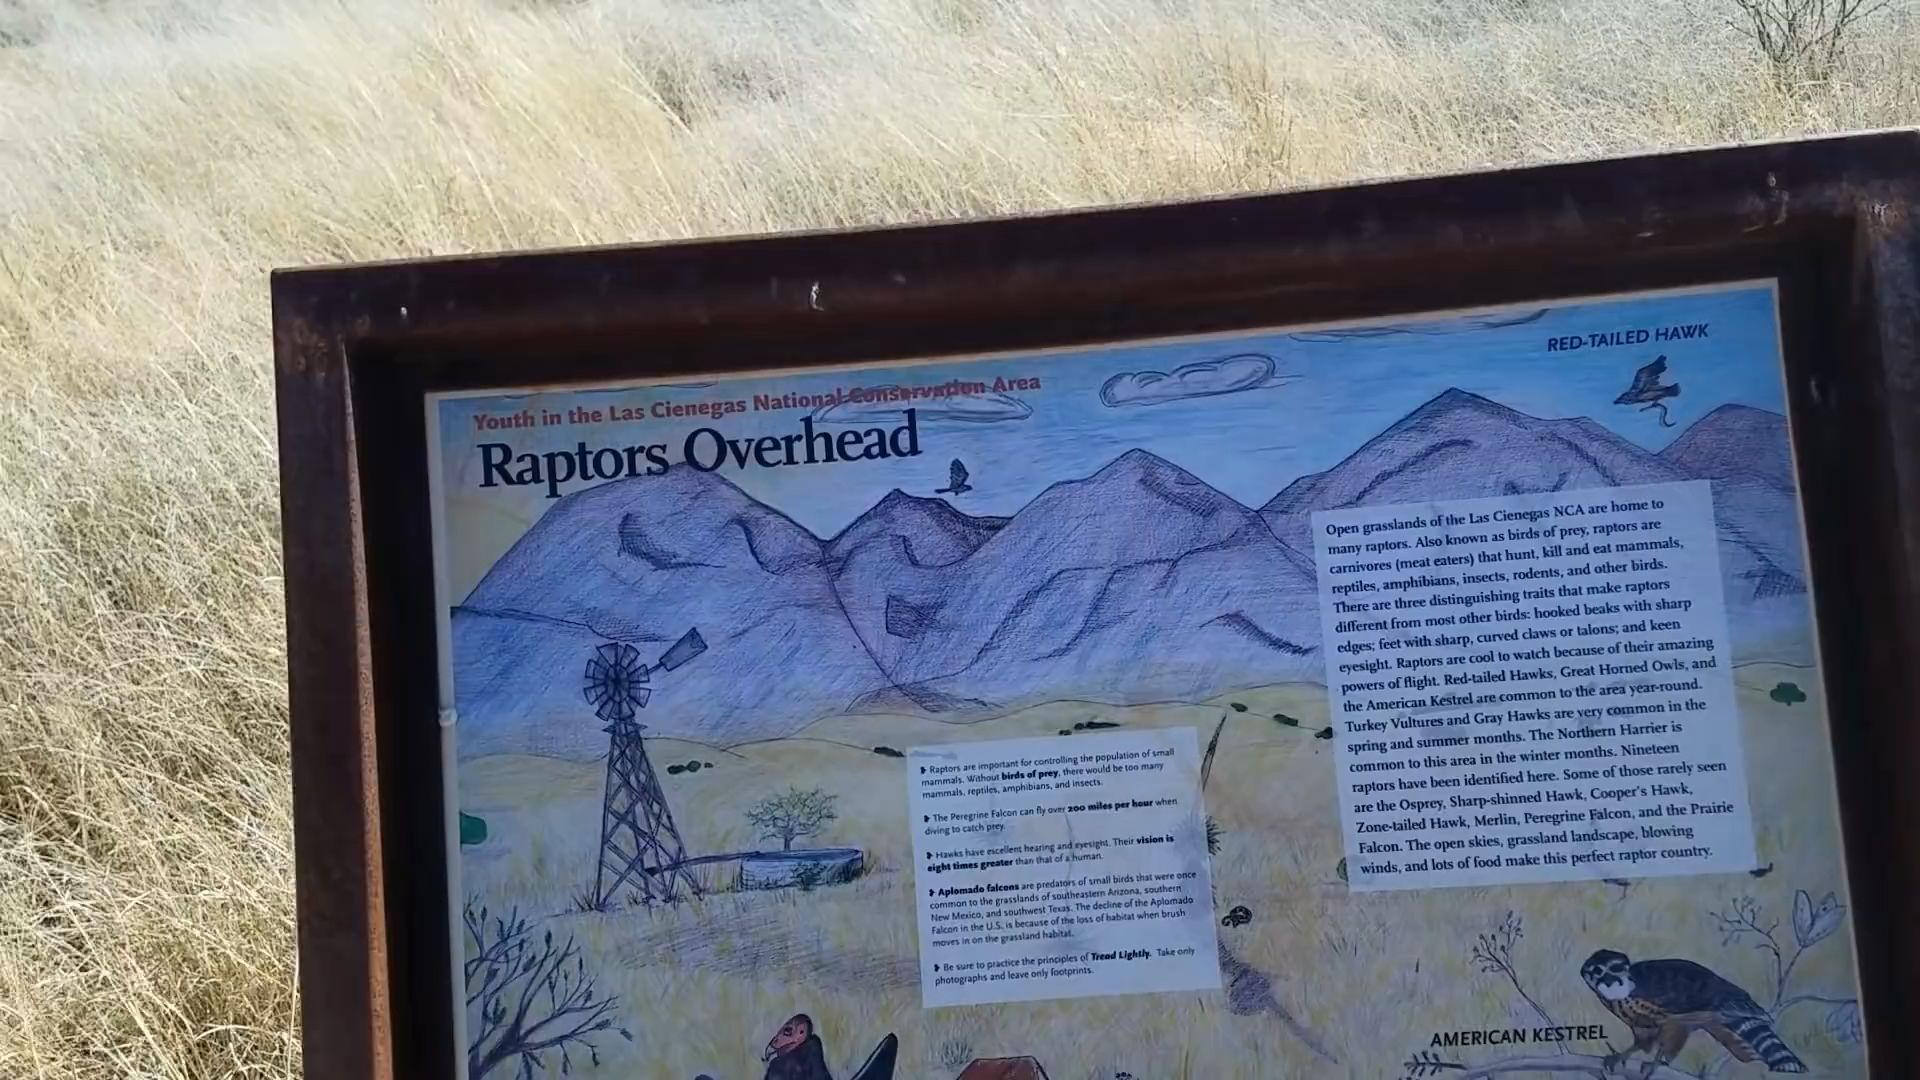 RED-TAILED HAWK
Youth in the Las Cienegas National Conservation Area
Raptors Overhead
Open grasslands of the Las Cienegas NCA are home to
many raptors. Also known as birds of prey, raptors are
carnivores (meat eaters) that hunt, kill and eat mammals,
reptiles, amphibians, insects, rodents, and other birds.
There are three distinguishing traits that make raptors
different from most other birds: hooked beaks with sharp
edges; feet with sharp, curved claws or talons; and keen
eyesight. Raptors are cool to watch because of their amazing
powers of flight. Red-tailed Hawks, Great Horned Owls, and
the American Kestrel are common to the area year-round.
Turkey Vultures and Gray Hawks are very common in the
spring and summer months. The Northern Harrier is
common to this area in the winter months. Nineteen
raptors have been identified here. Some of those rarely seen
are the Osprey, Sharp-shinned Hawk, Cooper's Hawk,
Zone-tailed Hawk, Merlin, Peregrine Falcon, and the Prairie
Falcon. The open skies, grassland landscape, blowing
winds, and lots of food make this perfect raptor country.
Raptors are important for controlling the population of small
mammals. Without birds of prey, there would be too many
mammals, reptiles, amphibians, and insects.
The Peregrine Falcon can fly over 200 miles per hour when
diving to catch prey.
Hawks have excellent hearing and eyesight. Their vision is
eight times greater than that of a human.
Aplomado falcons are predators of small birds that were once
common to the grasslands of southeastern Arizona, southern
New Mexico, and southwest Texas. The decline of the Aplomado
Falcon in the U.S. is because of the loss of habitat when brush
moves in on the grassland habitat.
Be sure to practice the principles of Tread Lightly. Take only
photographs and leave only footprints.
AMERICAN KESTREL